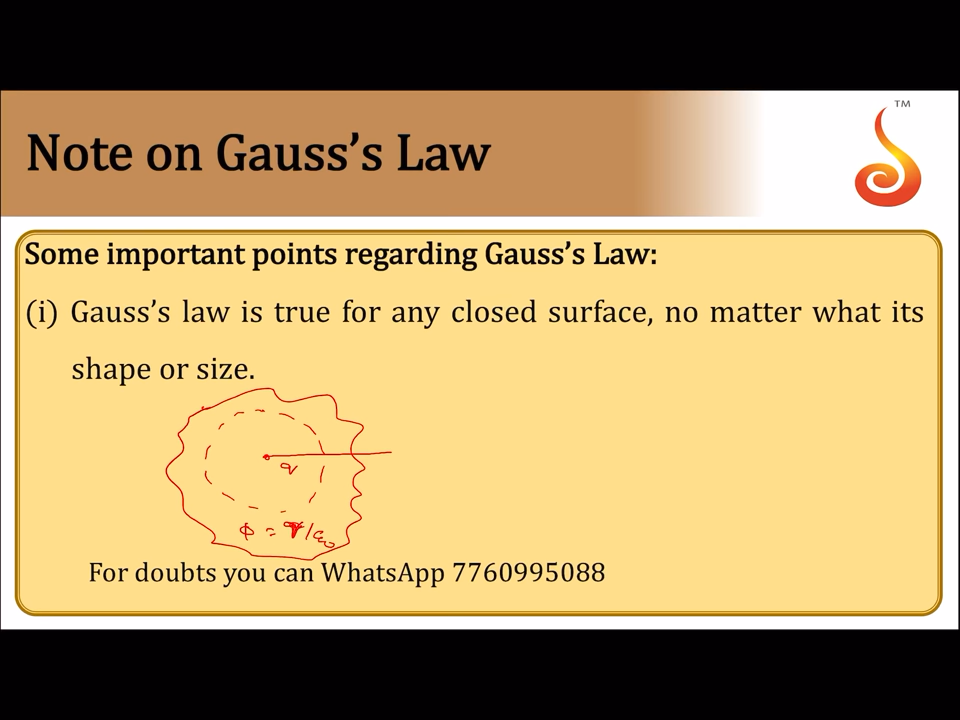 TM
Note on Gauss’s Law
Some important points regarding Gauss’s Law:
(i) Gauss’s law is true for any closed surface, no matter what its
shape or size.
q
ϕ = q/ε₀
For doubts you can WhatsApp 7760995088